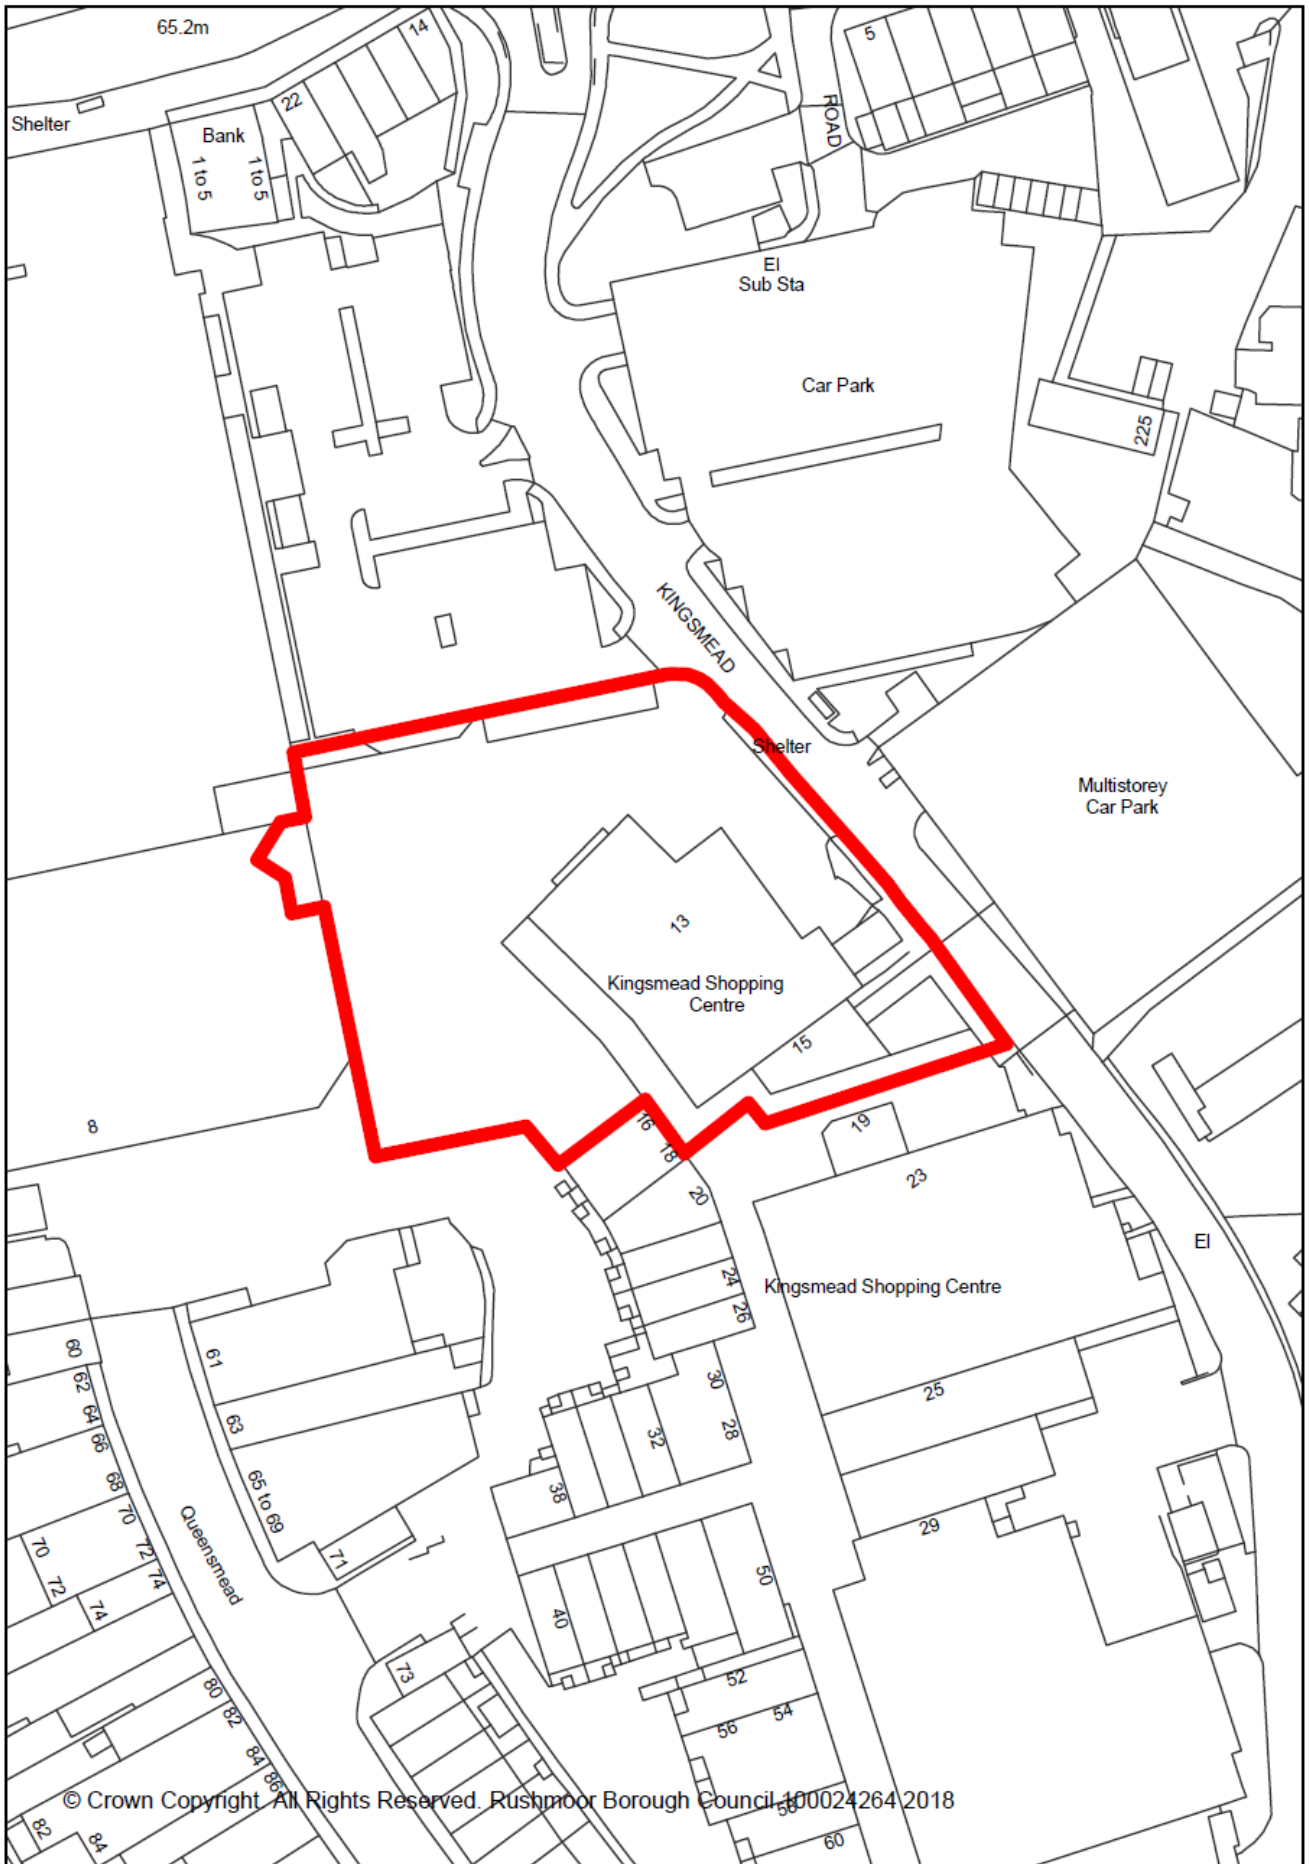 65.2m
14
5
22
Shelter
Bank
1 to 5
1 to 5
ROAD
El
Sub Sta
Car Park
225
KINGSMEAD
Shelter
Multistorey
Car Park
13
Kingsmead Shopping
Centre
15
8
16
18
19
20
23
El
24
Kingsmead Shopping Centre
26
60
61
62
30
25
64
63
66
28
32
68
65 to 69
38
70
Queensmead
29
70
72
71
72
74
50
74
40
73
52
80
54
82
56
84
86
© Crown Copyright. All Rights Reserved. Rushmoor Borough Council 100024264 2018
58
82
84
60